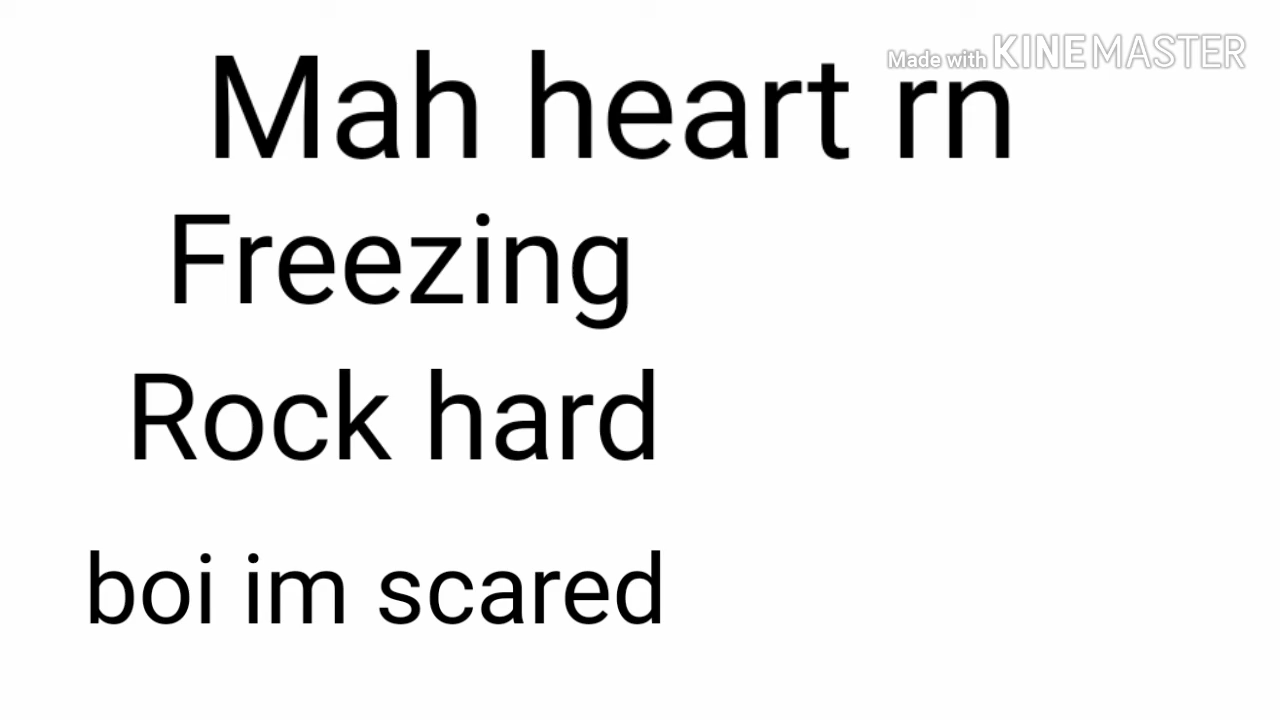 Made with KINEMASTER
Mah heart rn
Freezing
Rock hard
boi im scared